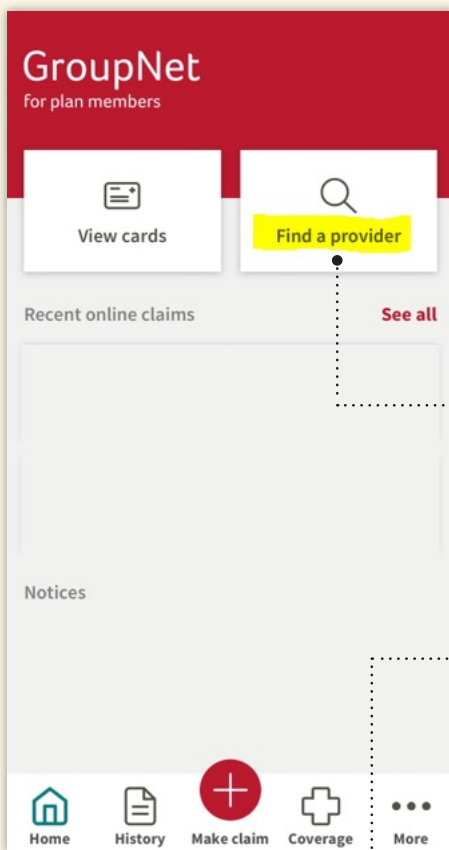 GroupNet
for plan members
View cards
Find a provider
Recent online claims See all
Notices
Home History Make claim Coverage More